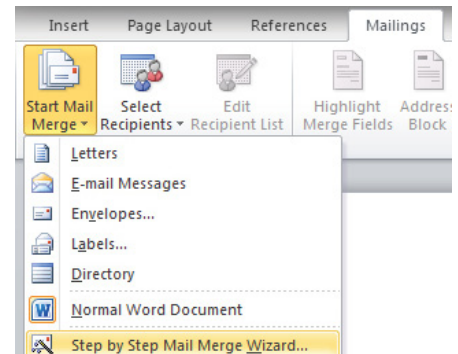 Insert Page Layout References Mailings
Start Mail Merge Select Recipients Edit Recipient List Highlight Merge Fields Address Block
Letters
E-mail Messages
Envelopes...
Labels...
Directory
W Normal Word Document
Step by Step Mail Merge Wizard...